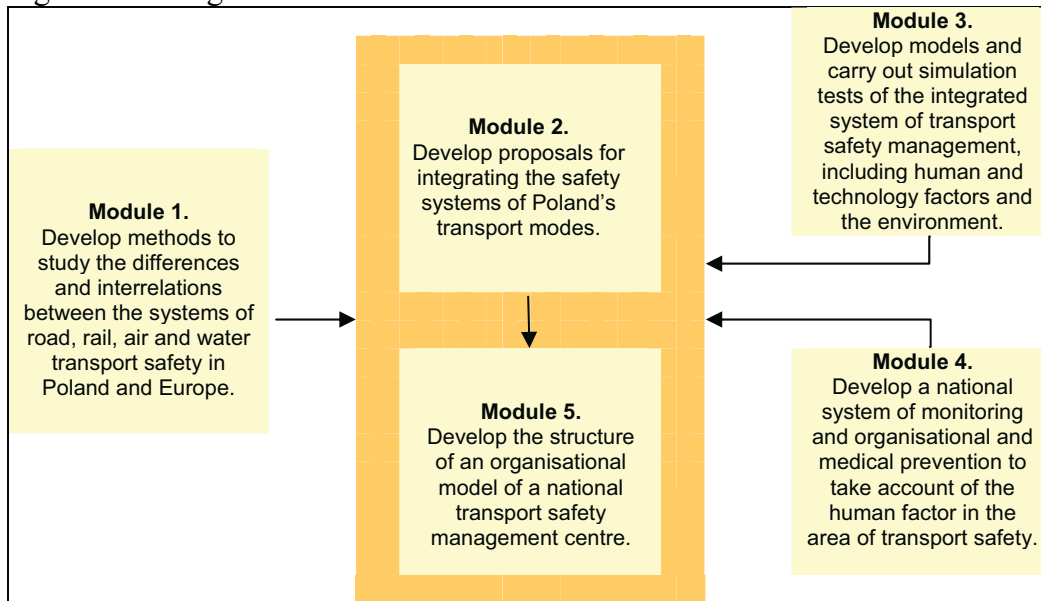 Module 1.
Develop methods to
study the differences
and interrelations
between the systems of
road, rail, air and water
transport safety in
Poland and Europe.
Module 2.
Develop proposals for
integrating the safety
systems of Poland’s
transport modes.
Module 5.
Develop the structure
of an organisational
model of a national
transport safety
management centre.
Module 3.
Develop models and
carry out simulation
tests of the integrated
system of transport
safety management,
including human and
technology factors and
the environment.
Module 4.
Develop a national
system of monitoring
and organisational and
medical prevention to
take account of the
human factor in the
area of transport safety.